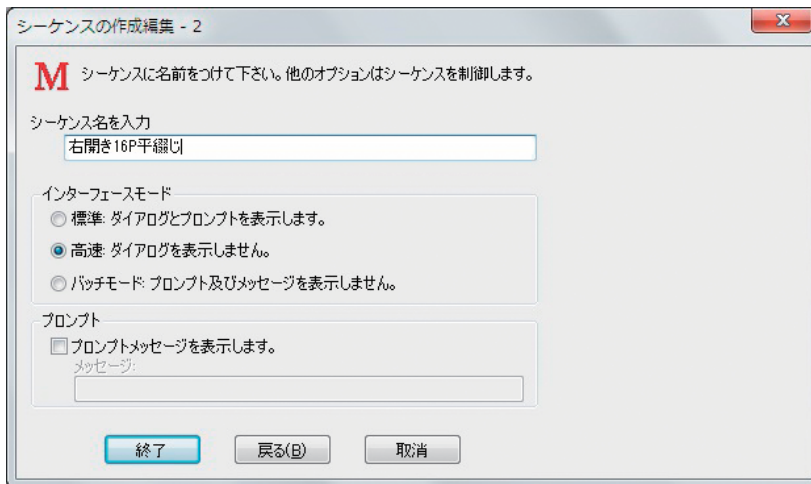 シーケンスの作成編集 - 2
M シーケンスに名前をつけて下さい。他のオプションはシーケンスを制御します。
シーケンス名を入力
右開き16P平綴じ
インターフェースモード
標準: ダイアログとプロンプトを表示します。
高速: ダイアログを表示しません。
バッチモード: プロンプト及びメッセージを表示しません。
プロンプト
プロンプトメッセージを表示します。
メッセージ:
終了 戻る(B) 取消